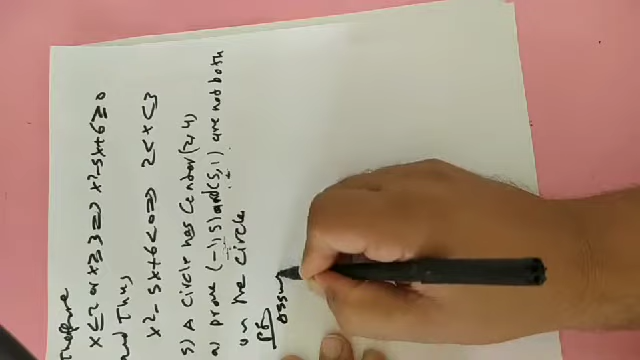 Therefore
x ≤ 2 or x ≥ 3 ⇒ x² - 5x + 6 ≥ 0
and Thus
x² - 5x + 6 < 0 ⇒ 2 < x < 3
5) A circle has Center (2, 4)
a) prove (-1, 5) and (5, 1) are not both
on the circle
pf
assu